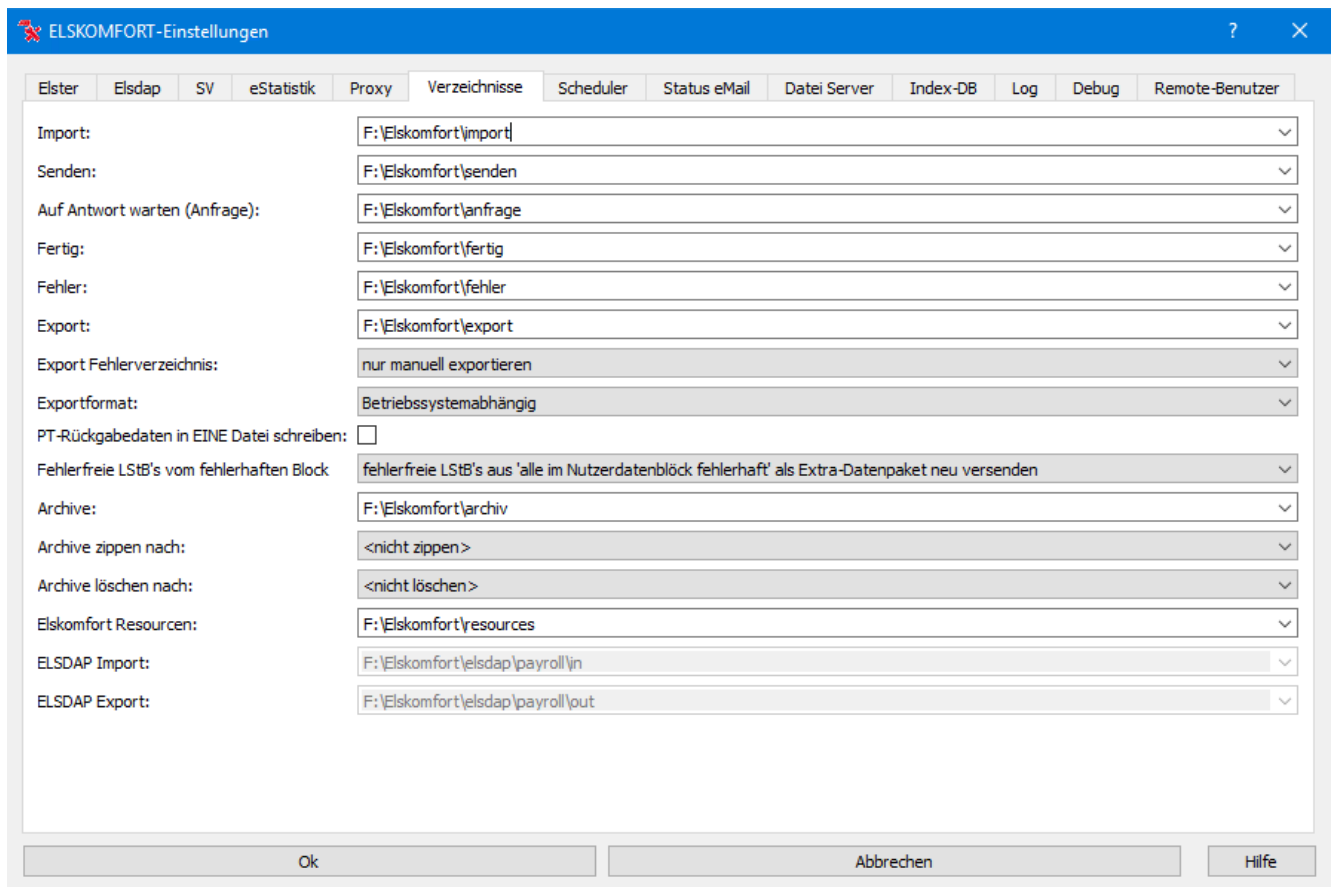 ELSKOMFORT-Einstellungen ?
Elster Elsdap SV eStatistik Proxy Verzeichnisse Scheduler Status eMail Datei Server Index-DB Log Debug Remote-Benutzer
Import: F:\Elskomfort\import
Senden: F:\Elskomfort\senden
Auf Antwort warten (Anfrage): F:\Elskomfort\anfrage
Fertig: F:\Elskomfort\fertig
Fehler: F:\Elskomfort\fehler
Export: F:\Elskomfort\export
Export Fehlerverzeichnis: nur manuell exportieren
Exportformat: Betriebssystemabhängig
PT-Rückgabedaten in EINE Datei schreiben:
Fehlerfreie LStB's vom fehlerhaften Block fehlerfreie LStB's aus 'alle im Nutzerdatenblöck fehlerhaft' als Extra-Datenpaket neu versenden
Archive: F:\Elskomfort\archiv
Archive zippen nach: <nicht zippen>
Archive löschen nach: <nicht löschen>
Elskomfort Resourcen: F:\Elskomfort\resources
ELSDAP Import: F:\Elskomfort\elsdap\payroll\in
ELSDAP Export: F:\Elskomfort\elsdap\payroll\out
Ok Abbrechen Hilfe